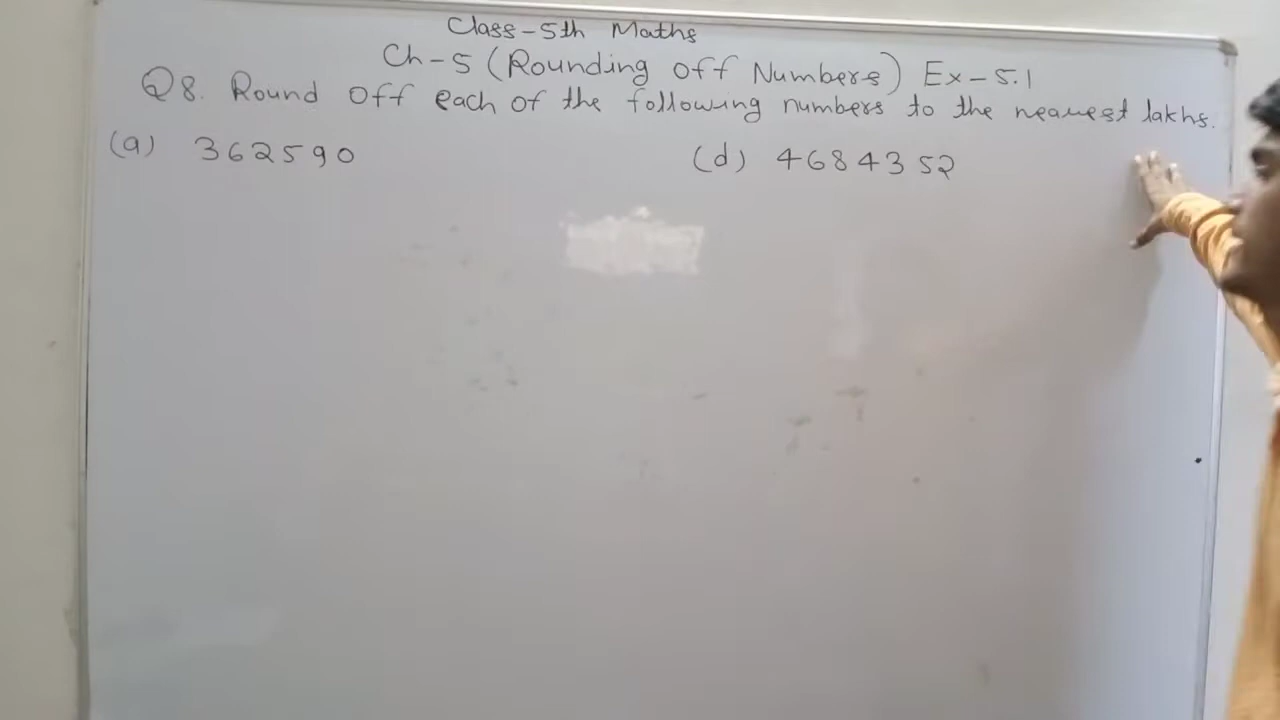 Class-5th Maths
Ch-5 (Rounding off Numbers) Ex-5.1
Q8. Round Off each of the following numbers to the nearest lakhs.
(a) 362590 (d) 4684352